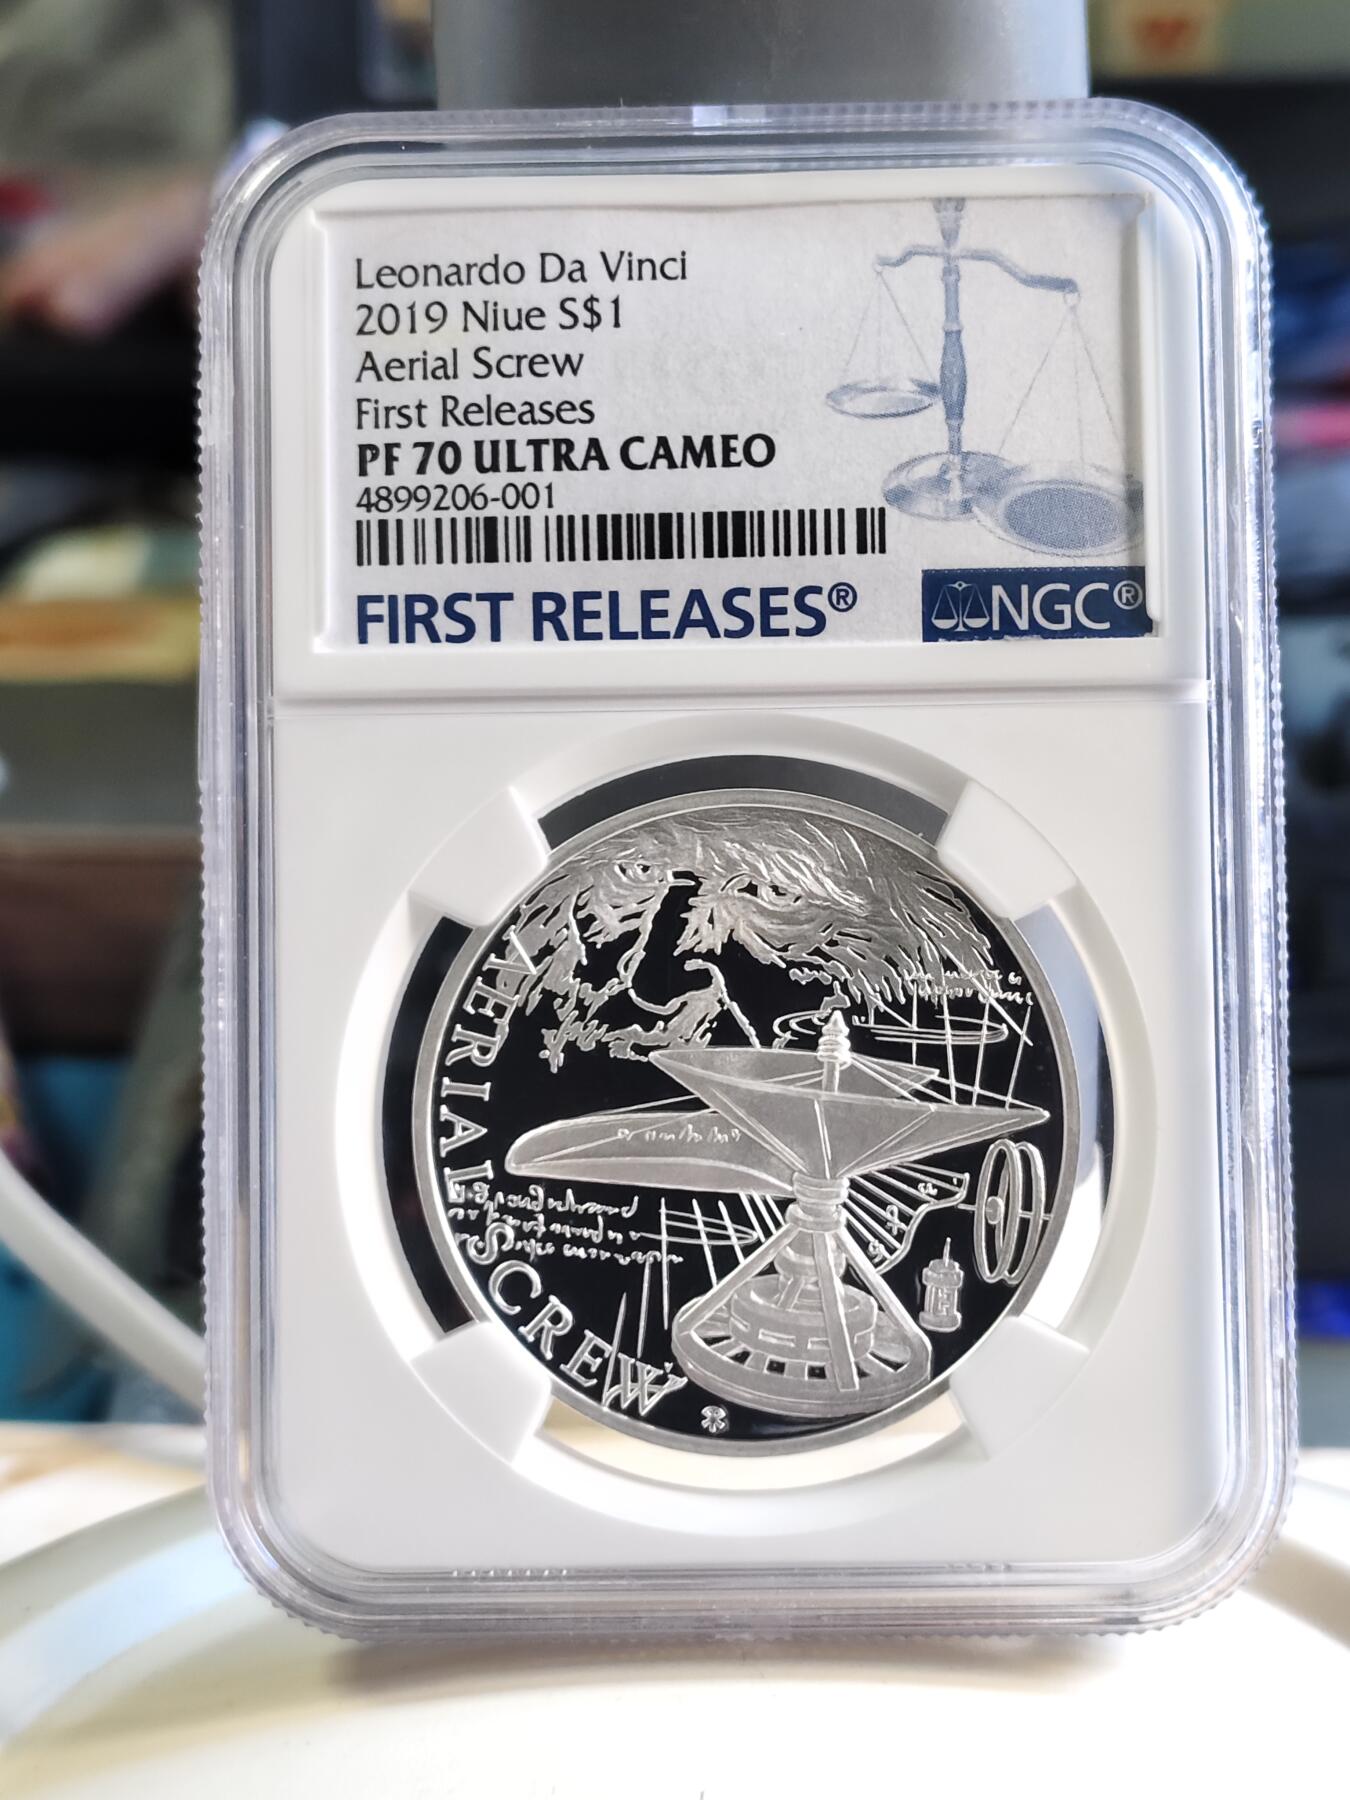 Leonardo Da Vinci
2019 Niue S$1
Aerial Screw
First Releases
PF 70 ULTRA CAMEO
4899206-001
FIRST RELEASES®
NGC®
AERIAL SCREW